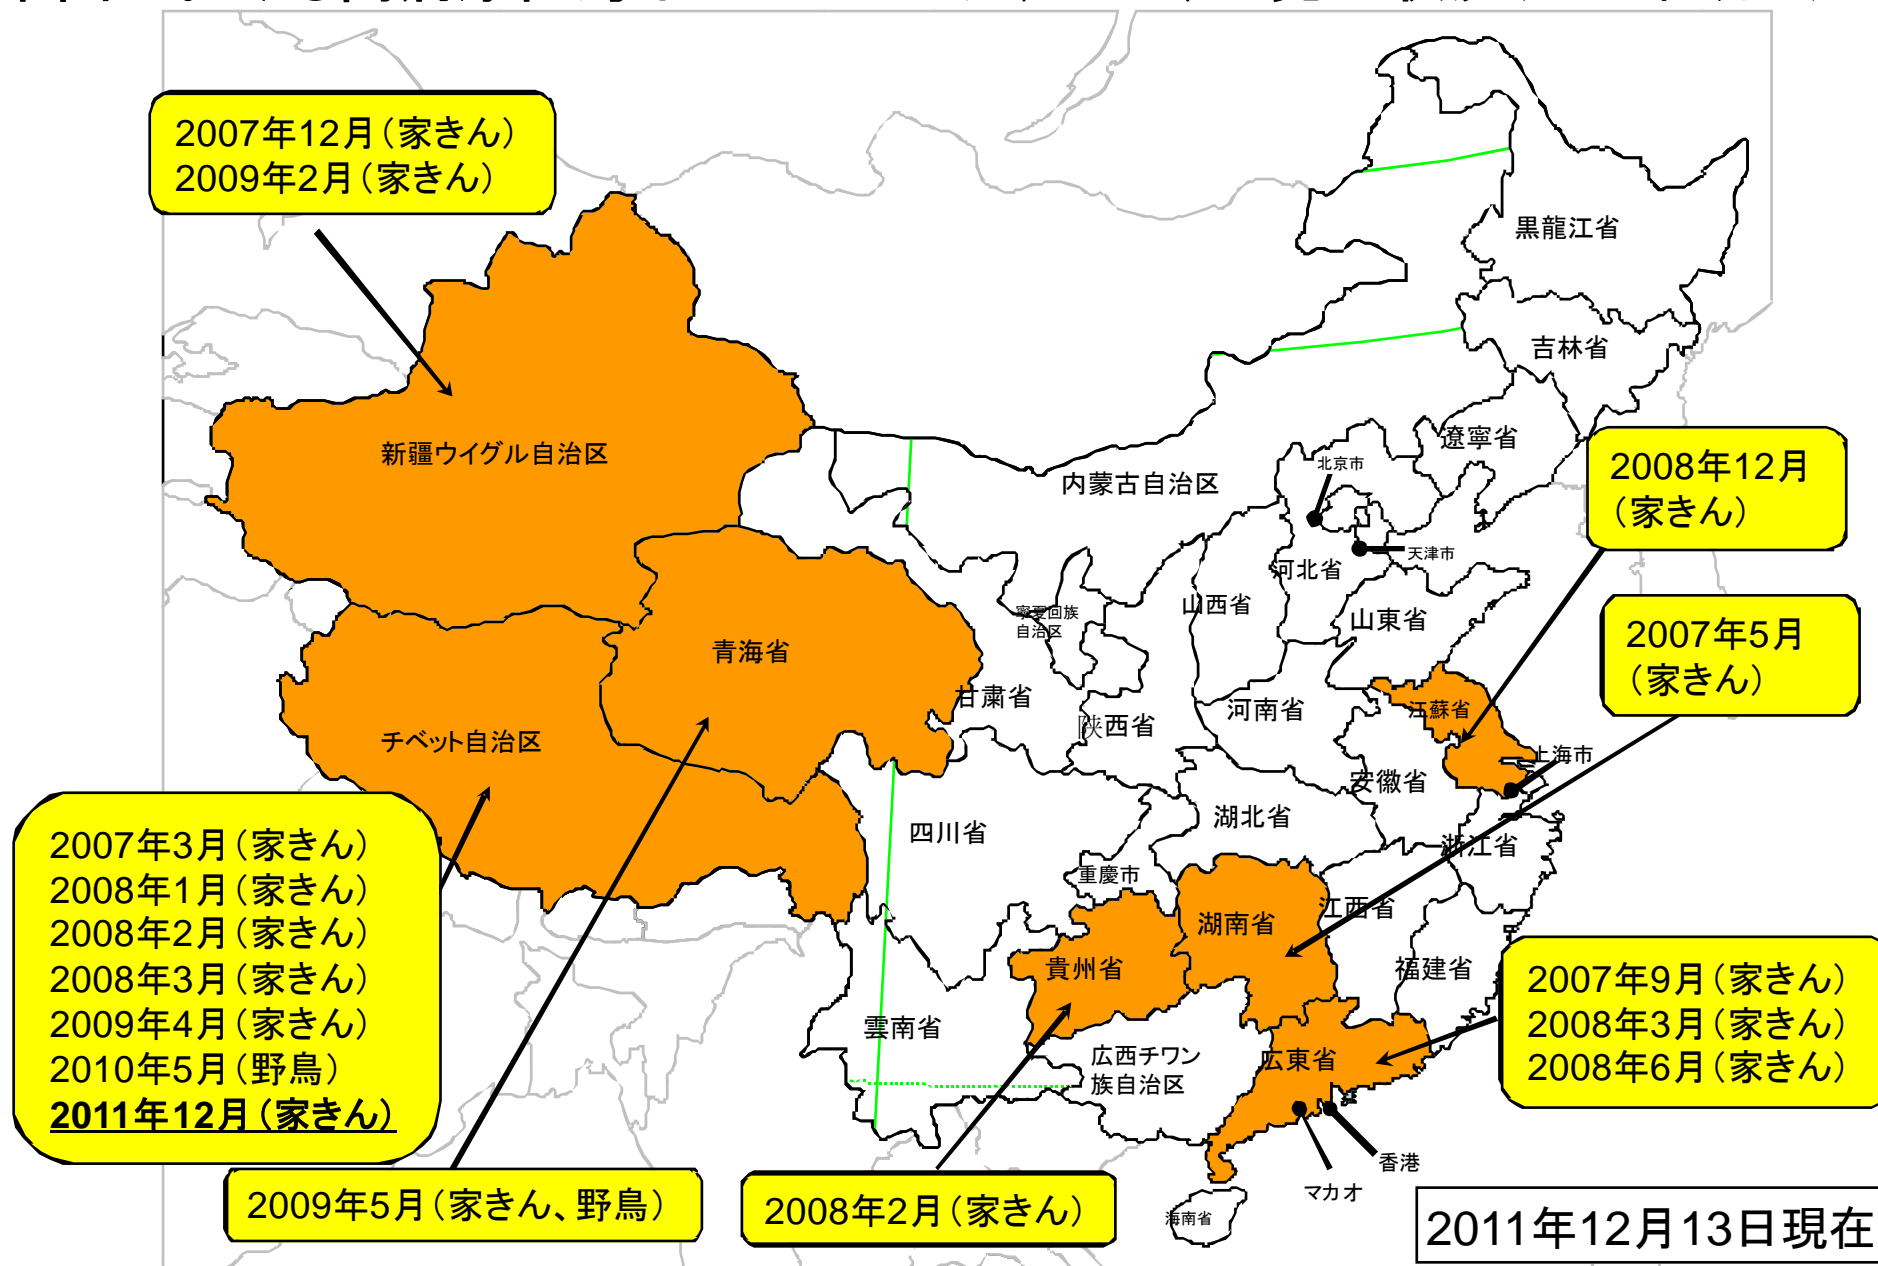 2007年12月（家きん）
2009年2月（家きん）
黒龍江省
吉林省
遼寧省
新疆ウイグル自治区
内蒙古自治区
北京市
2008年12月
（家きん）
天津市
河北省
山西省
寧夏回族
自治区
山東省
2007年5月
（家きん）
青海省
甘粛省
陝西省
河南省
江蘇省
チベット自治区
上海市
安徽省
湖北省
四川省
浙江省
重慶市
2007年3月（家きん）
2008年1月（家きん）
2008年2月（家きん）
2008年3月（家きん）
2009年4月（家きん）
2010年5月（野鳥）
2011年12月（家きん）
湖南省
江西省
貴州省
福建省
2007年9月（家きん）
2008年3月（家きん）
2008年6月（家きん）
雲南省
広西チワン
族自治区
広東省
香港
マカオ
海南省
2009年5月（家きん、野鳥）
2008年2月（家きん）
2011年12月13日現在